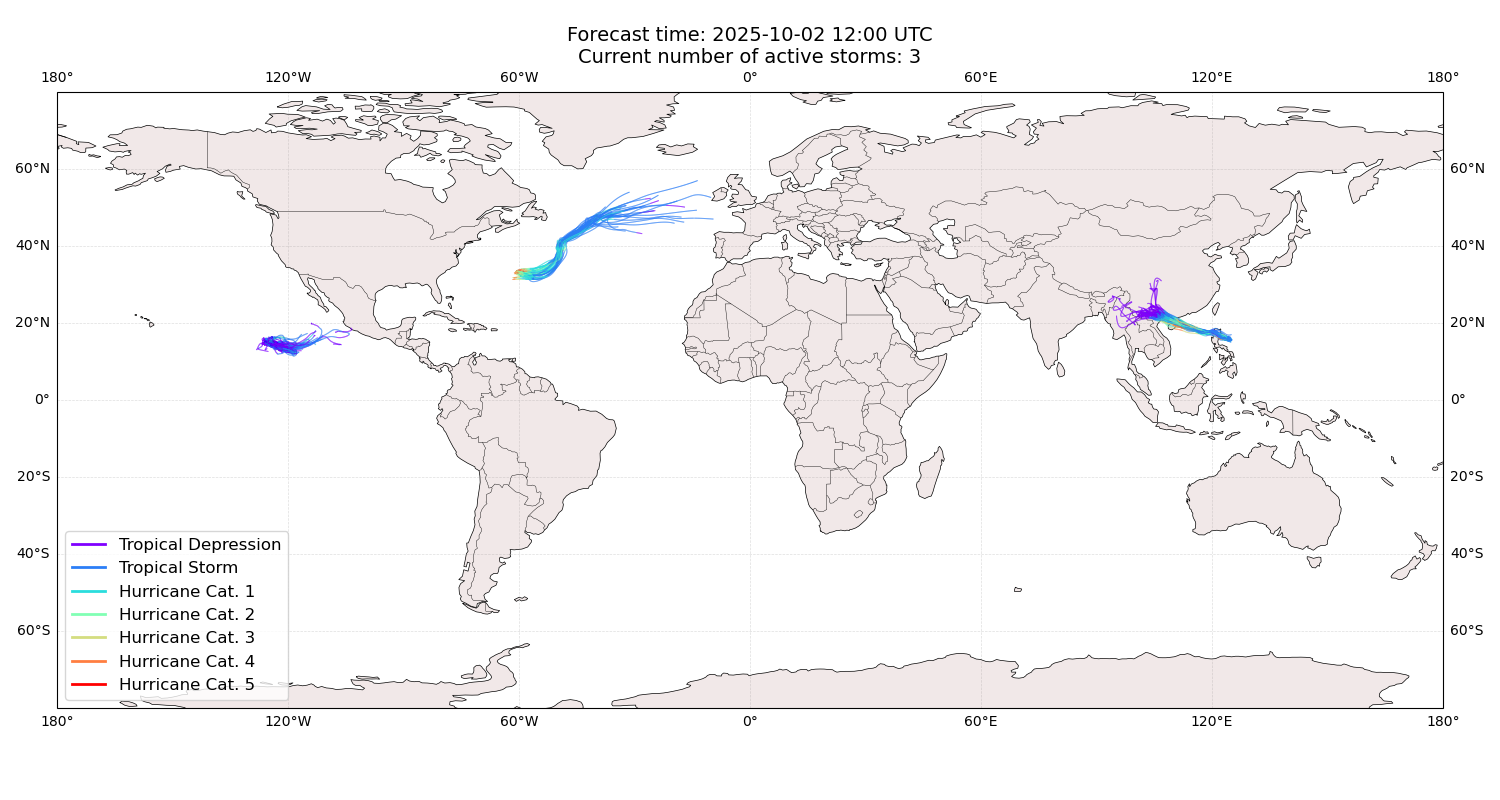 Forecast time: 2025-10-02 12:00 UTC
Current number of active storms: 3
180° 120°W 60°W 0° 60°E 120°E 180°
60°N 60°N
40°N 40°N
20°N 20°N
0° 0°
20°S 20°S
40°S 40°S
60°S 60°S
Tropical Depression
Tropical Storm
Hurricane Cat. 1
Hurricane Cat. 2
Hurricane Cat. 3
Hurricane Cat. 4
Hurricane Cat. 5
180° 120°W 60°W 0° 60°E 120°E 180°